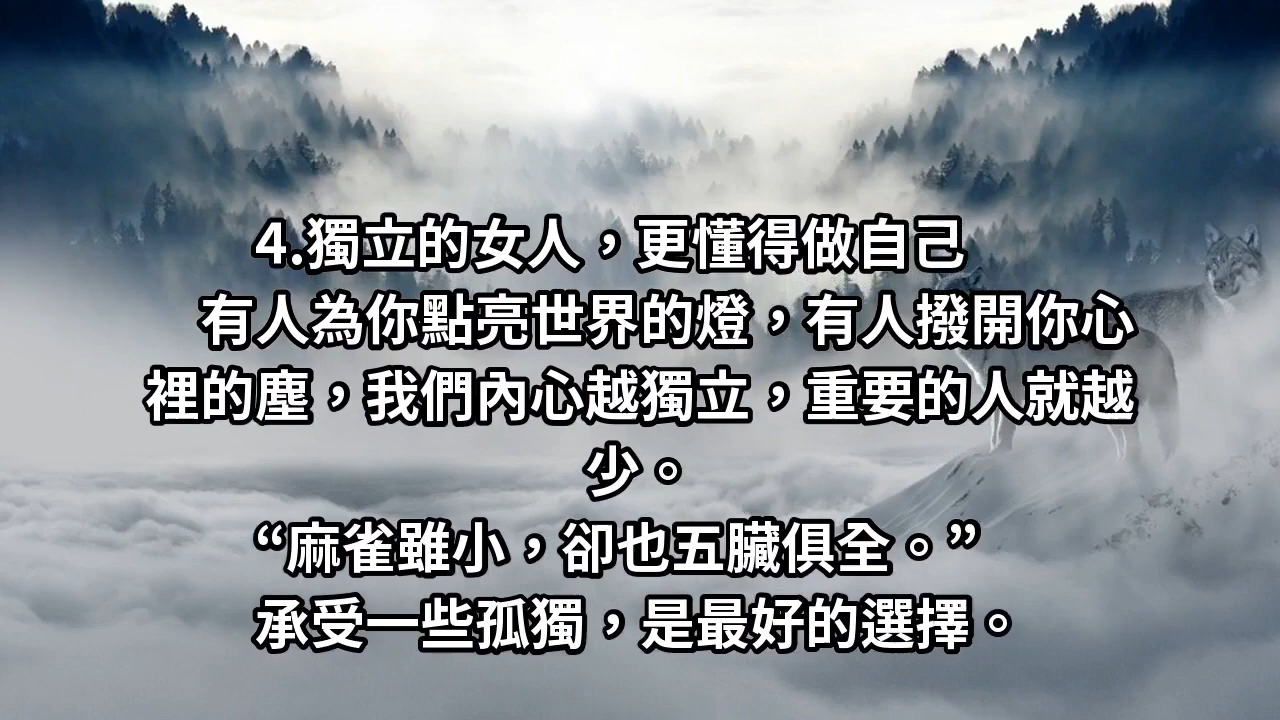 4.獨立的女人，更懂得做自己
有人為你點亮世界的燈，有人撥開你心
裡的塵，我們內心越獨立，重要的人就越
少。
“麻雀雖小，卻也五臟俱全。”
承受一些孤獨，是最好的選擇。